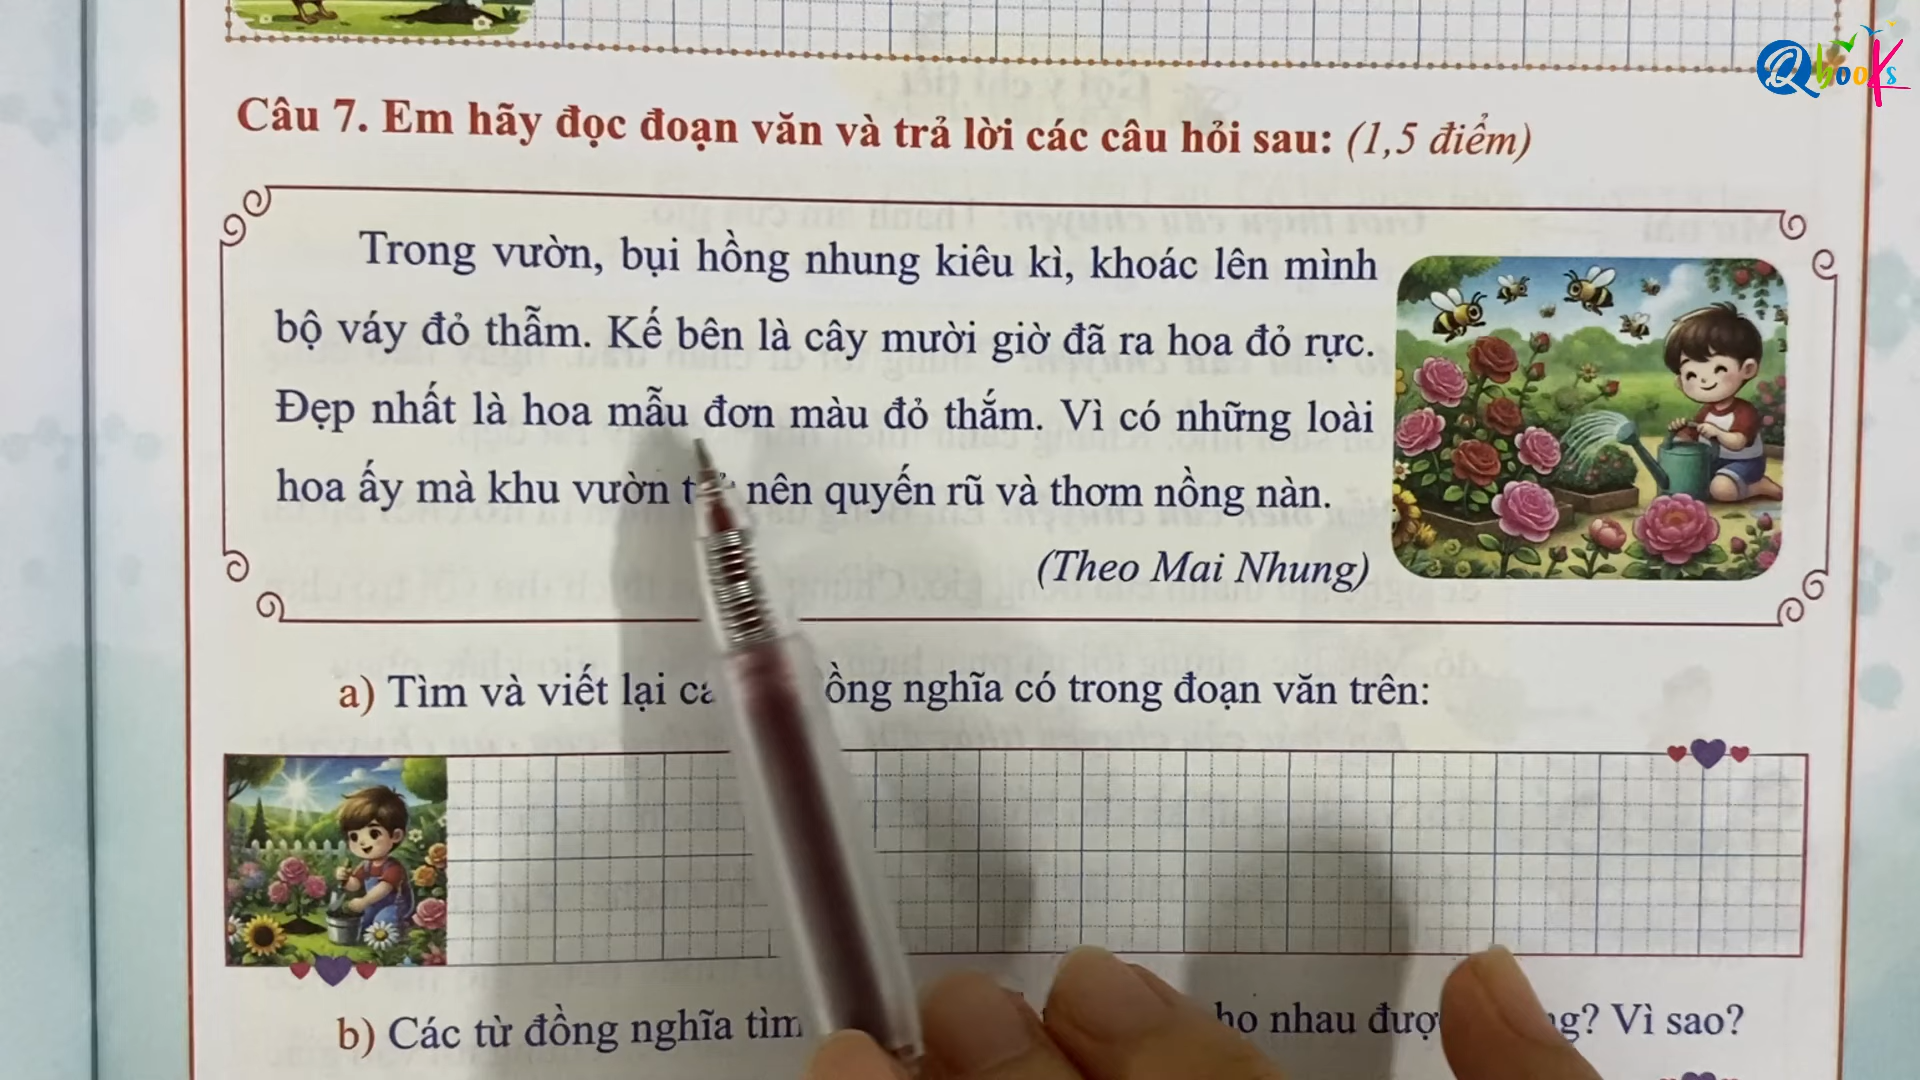 Qbooks
Câu 7. Em hãy đọc đoạn văn và trả lời các câu hỏi sau: (1,5 điểm)
Trong vườn, bụi hồng nhung kiêu kì, khoác lên mình
bộ váy đỏ thẫm. Kế bên là cây mười giờ đã ra hoa đỏ rực.
Đẹp nhất là hoa mẫu đơn màu đỏ thắm. Vì có những loài
hoa ấy mà khu vườn nên quyến rũ và thơm nồng nàn.
(Theo Mai Nhung)
a) Tìm và viết lại nghĩa có trong đoạn văn trên:
b) Các từ đồng nghĩa tìm nhau Vì sao?